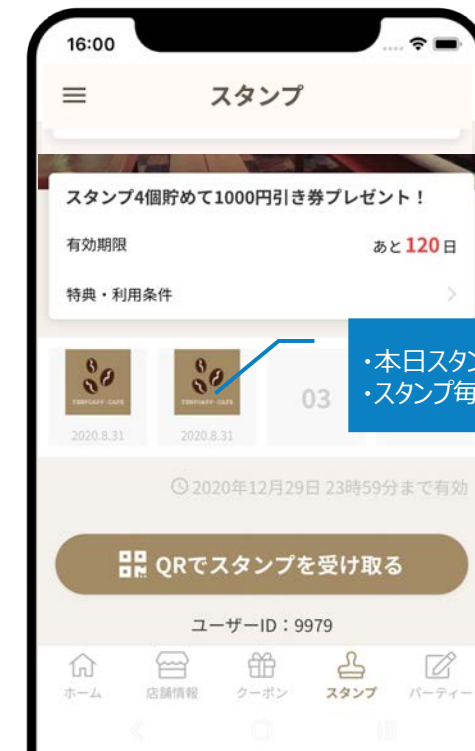 16:00
スタンプ
スタンプ4個貯めて1000円引き券プレゼント！
有効期限
あと120日
特典・利用条件
・本日スタン
・スタンプ毎
03
2020.8.31
2020.8.31
2020年12月29日 23時59分まで有効
QRでスタンプを受け取る
ユーザーID：9979
ホーム
店舗情報
クーポン
スタンプ
パーティー